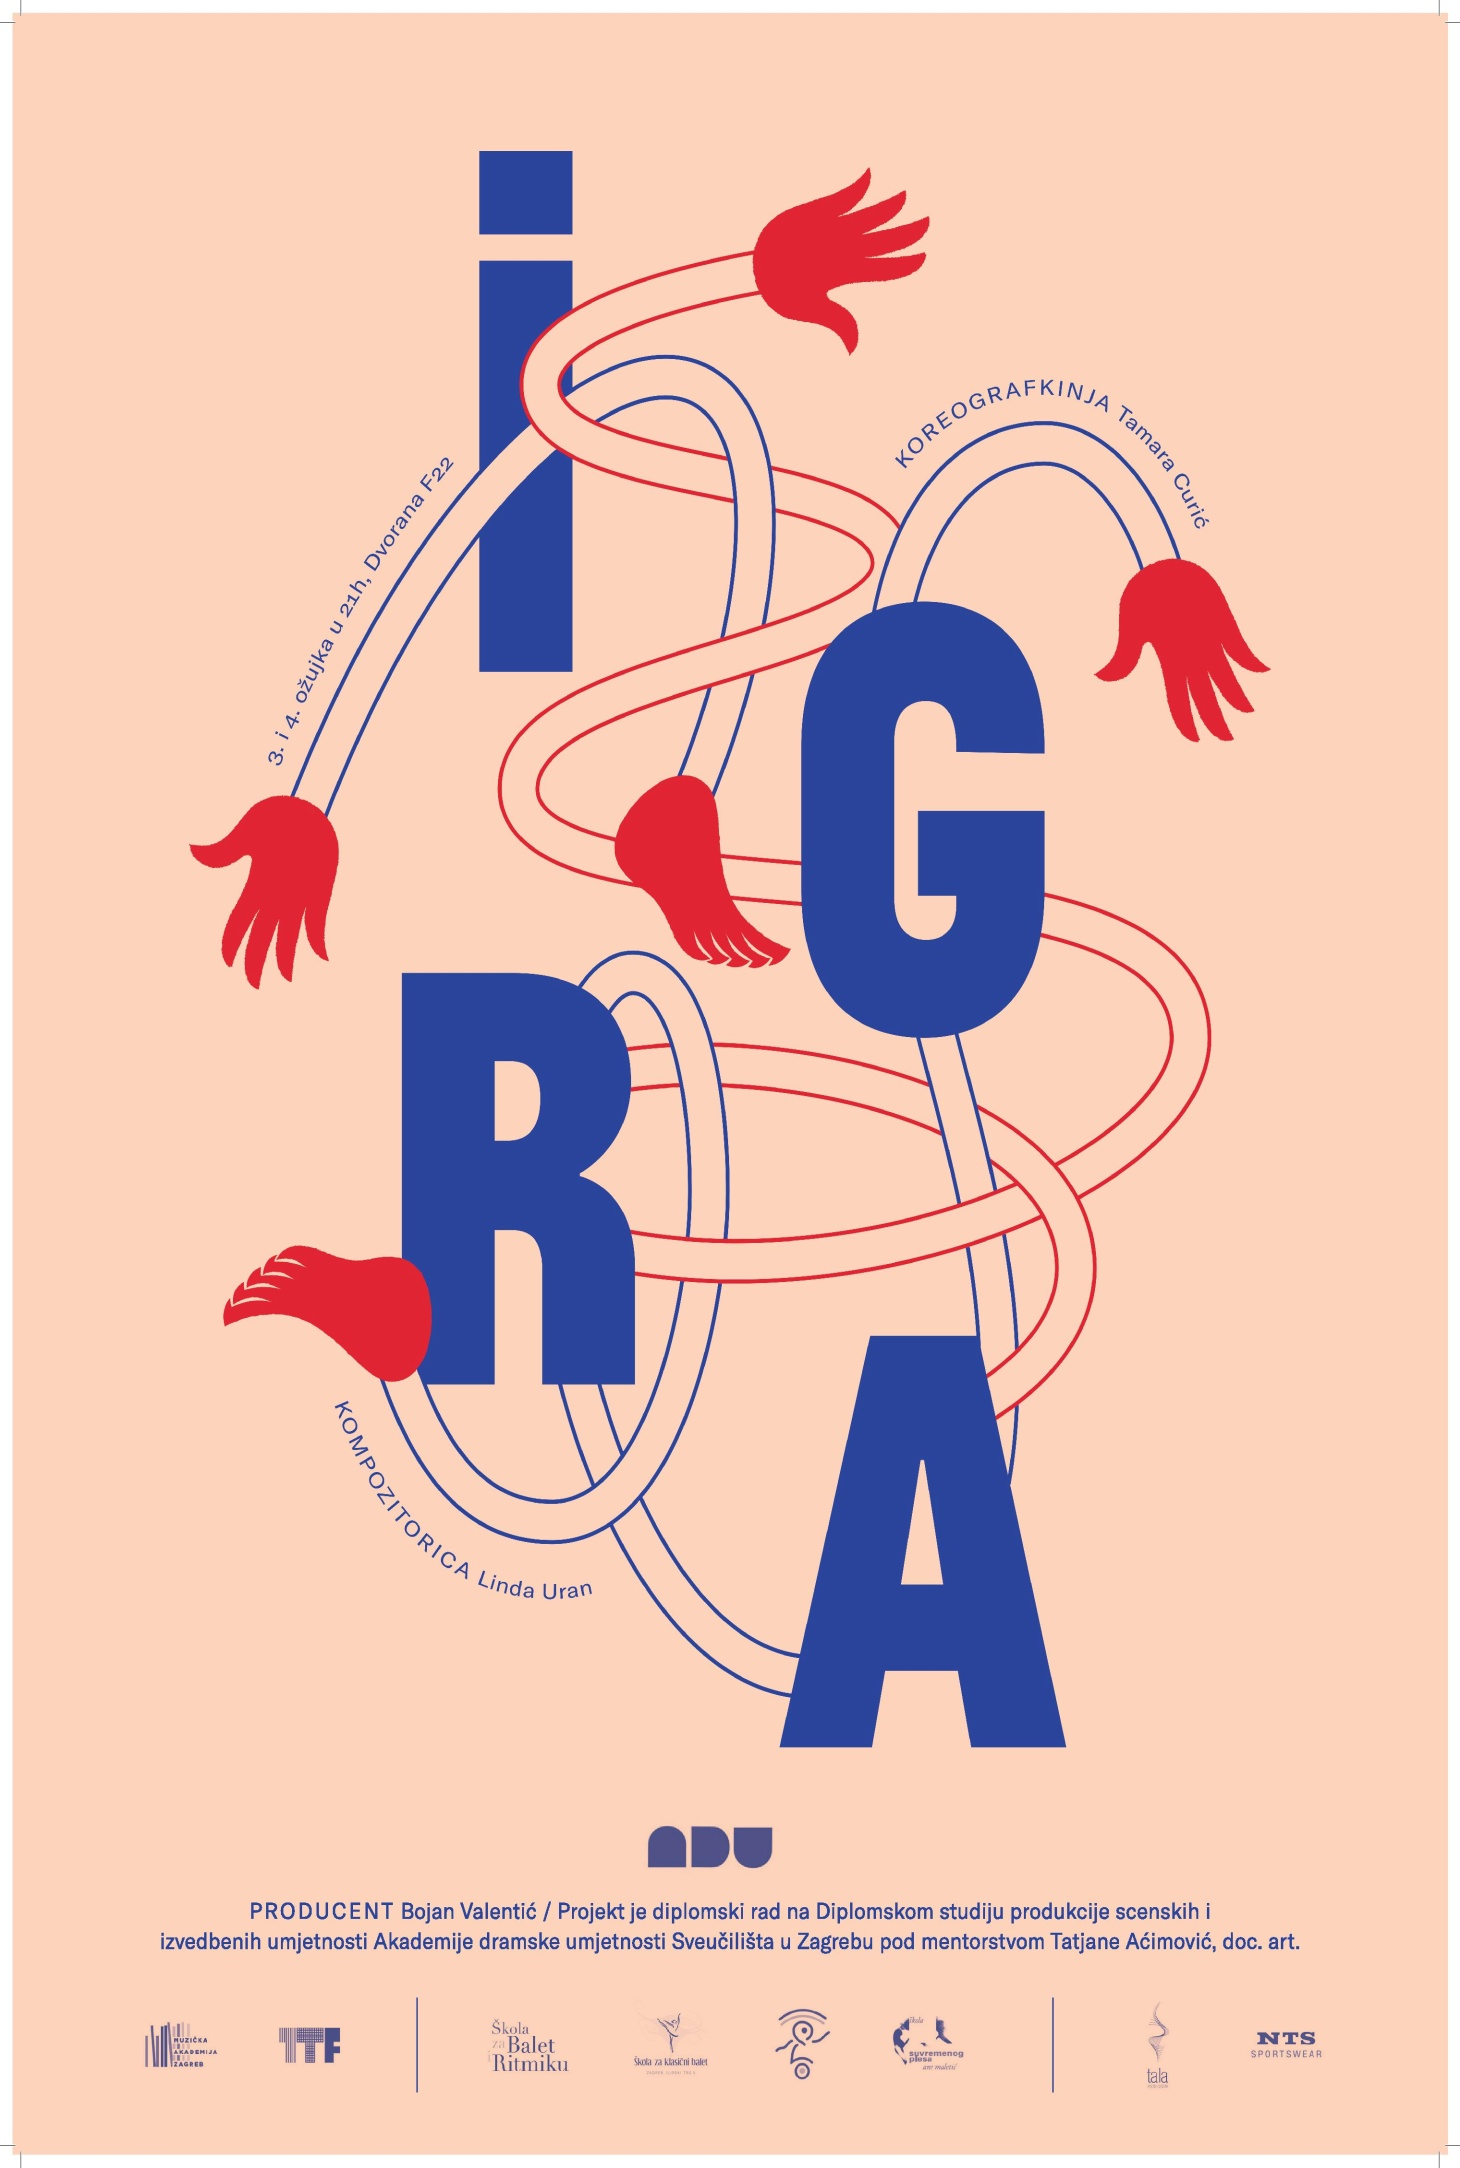 i
G
R
A
3. i 4. ožujka u 21h, Dvorana F22
KOREOGRAFKINJA Tamara Curić
KOMPOZITORICA Linda Uran
ADU
PRODUCENT Bojan Valentić / Projekt je diplomski rad na Diplomskom studiju produkcije scenskih i
izvedbenih umjetnosti Akademije dramske umjetnosti Sveučilišta u Zagrebu pod mentorstvom Tatjane Aćimović, doc. art.
MUZIČKA
AKADEMIJA
ZAGREB
TTF
Škola
za Balet
i Ritmiku
Škola za klasični balet
škola
suvremenog
plesa
ane maletić
tala
NTS
SPORTSWEAR